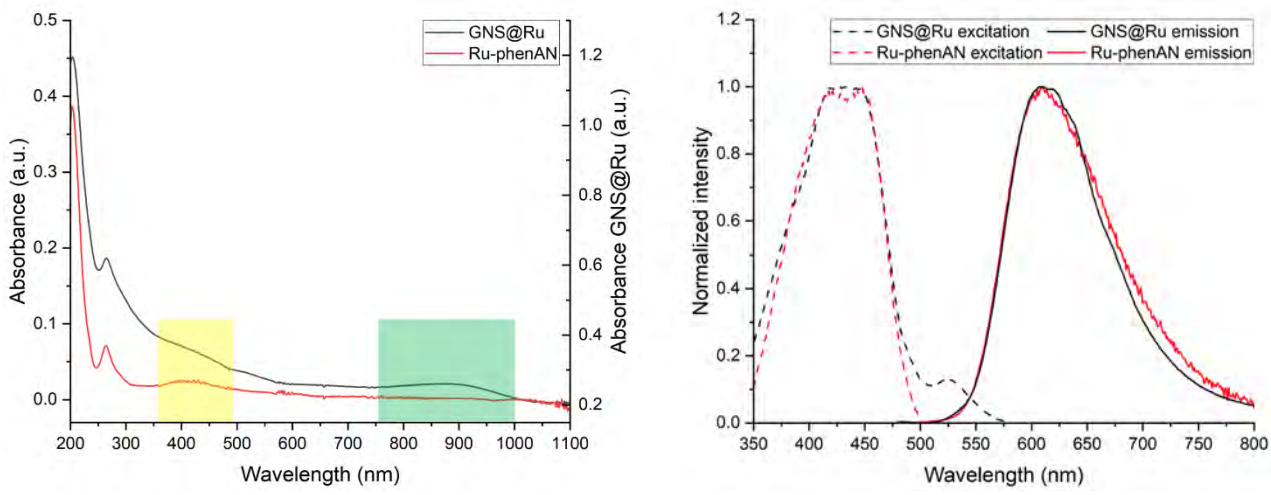 GNS@Ru
Ru-phenAN
Absorbance (a.u.)
0.5
0.4
0.3
0.2
0.1
0.0
1.2
1.0
0.8
0.6
0.4
0.2
Absorbance GNS@Ru (a.u.)
200 300 400 500 600 700 800 900 1000 1100
Wavelength (nm)
GNS@Ru excitation GNS@Ru emission
Ru-phenAN excitation Ru-phenAN emission
Normalized intensity
1.2
1.0
0.8
0.6
0.4
0.2
0.0
350 400 450 500 550 600 650 700 750 800
Wavelength (nm)